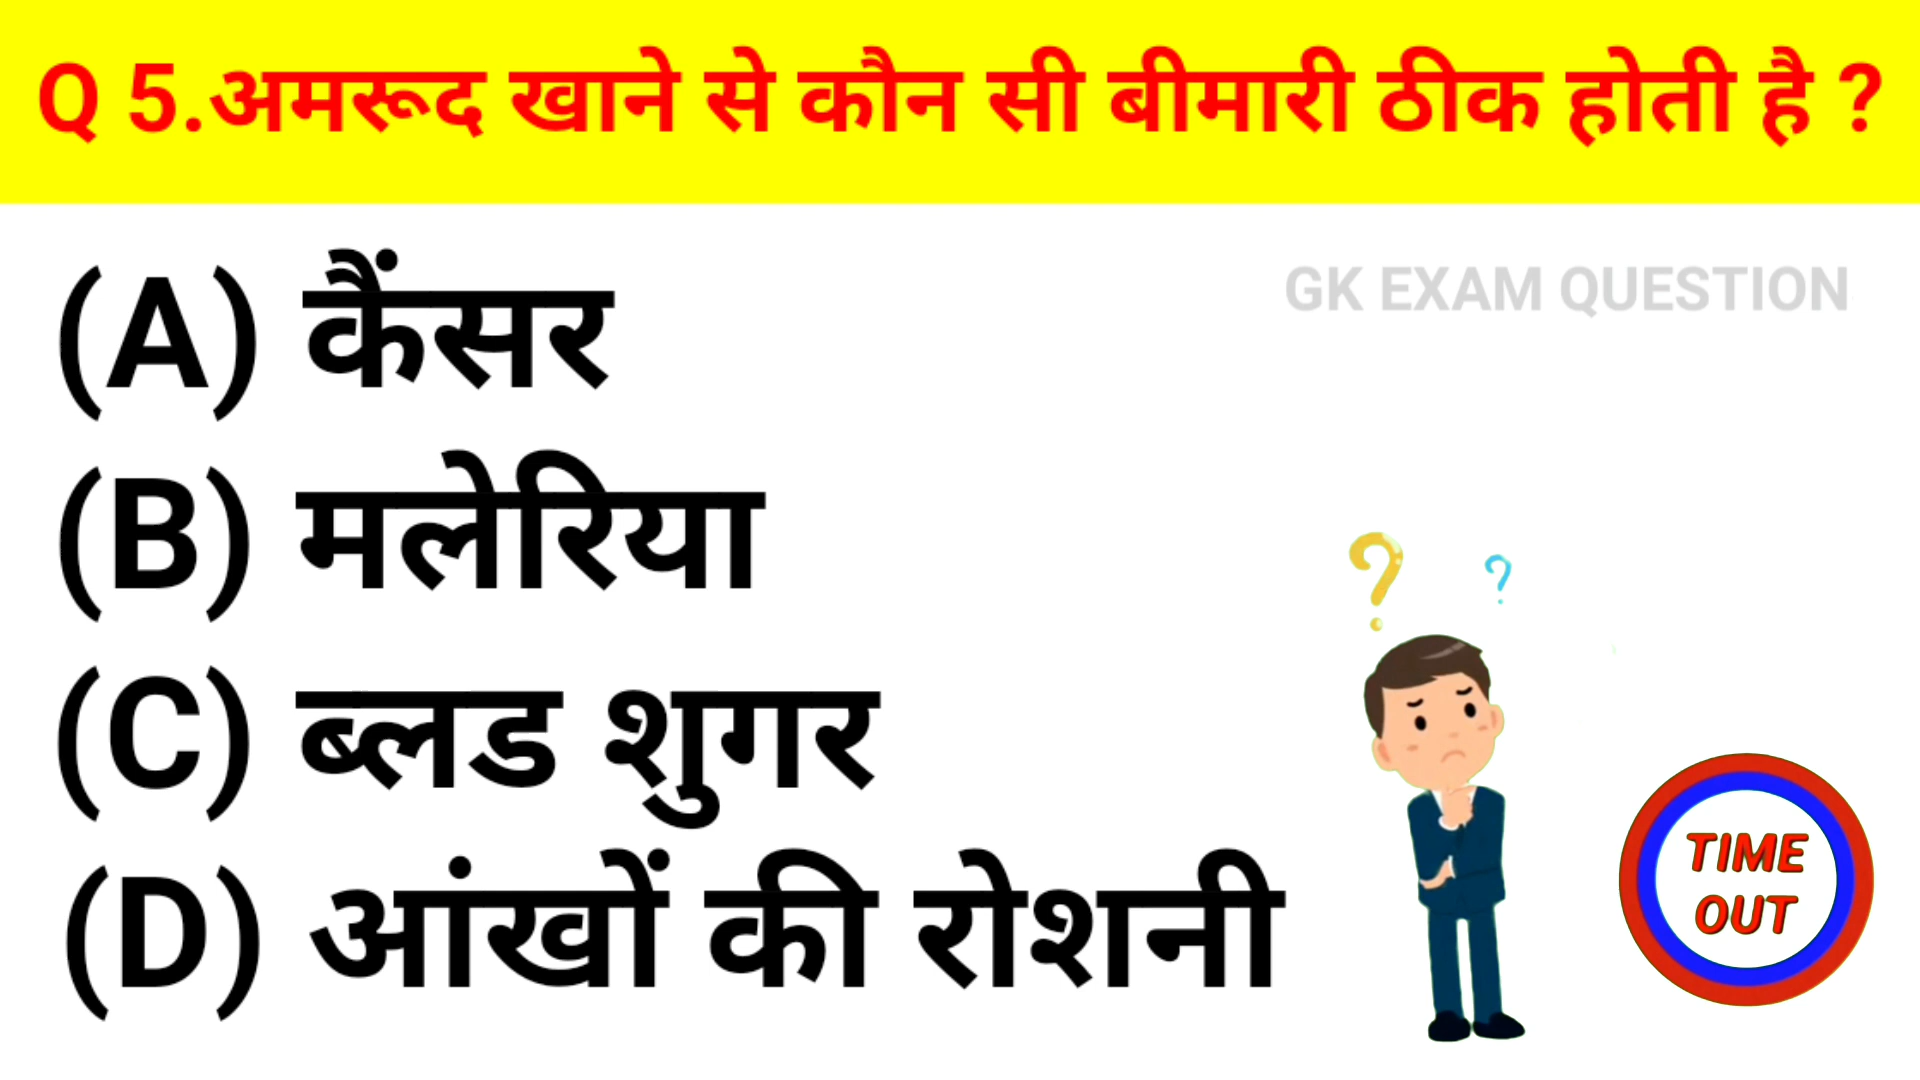 Q 5.अमरूद खाने से कौन सी बीमारी ठीक होती है ?
(A) कैंसर
GK EXAM QUESTION
(B) मलेरिया
(C) ब्लड शुगर
(D) आंखों की रोशनी
TIME
OUT